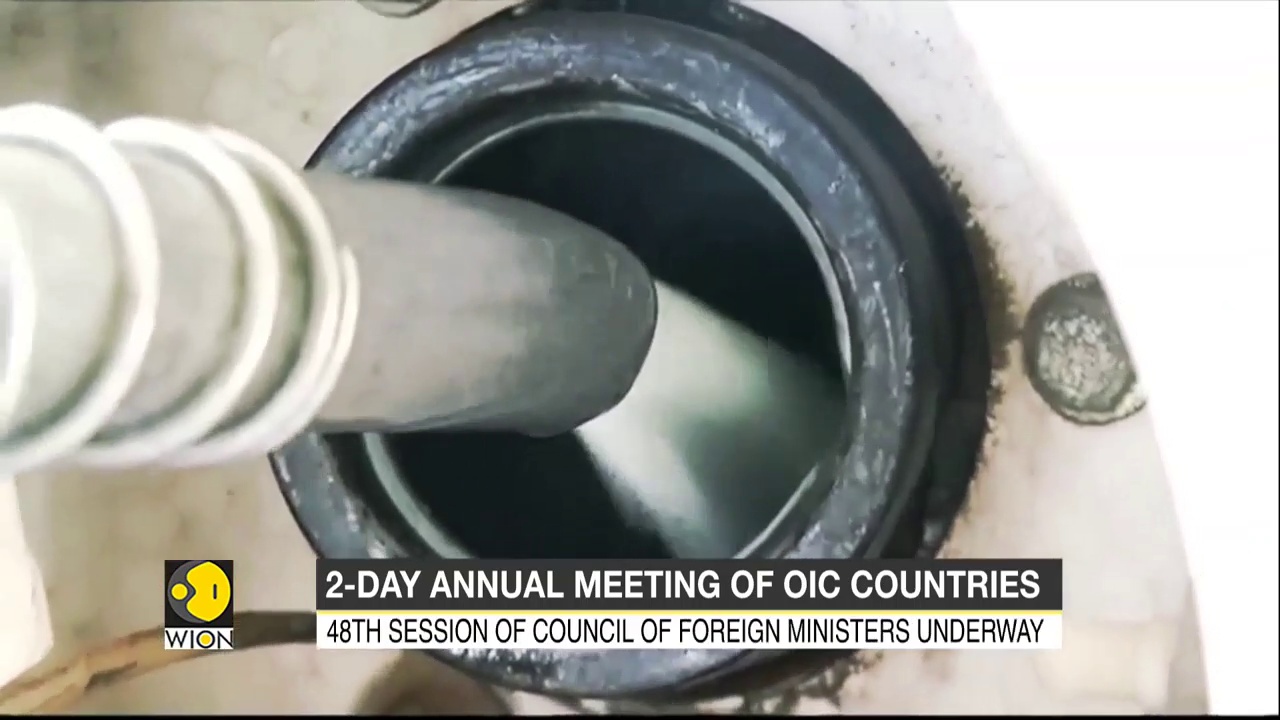 2-DAY ANNUAL MEETING OF OIC COUNTRIES
WION
48TH SESSION OF COUNCIL OF FOREIGN MINISTERS UNDERWAY